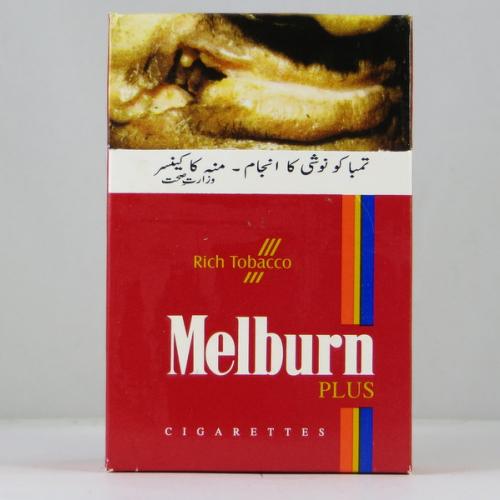 تمباکو نوشی کا انجام ۔ منہ کا کینسر
وزارتِ صحت
Rich Tobacco
Melburn
PLUS
CIGARETTES